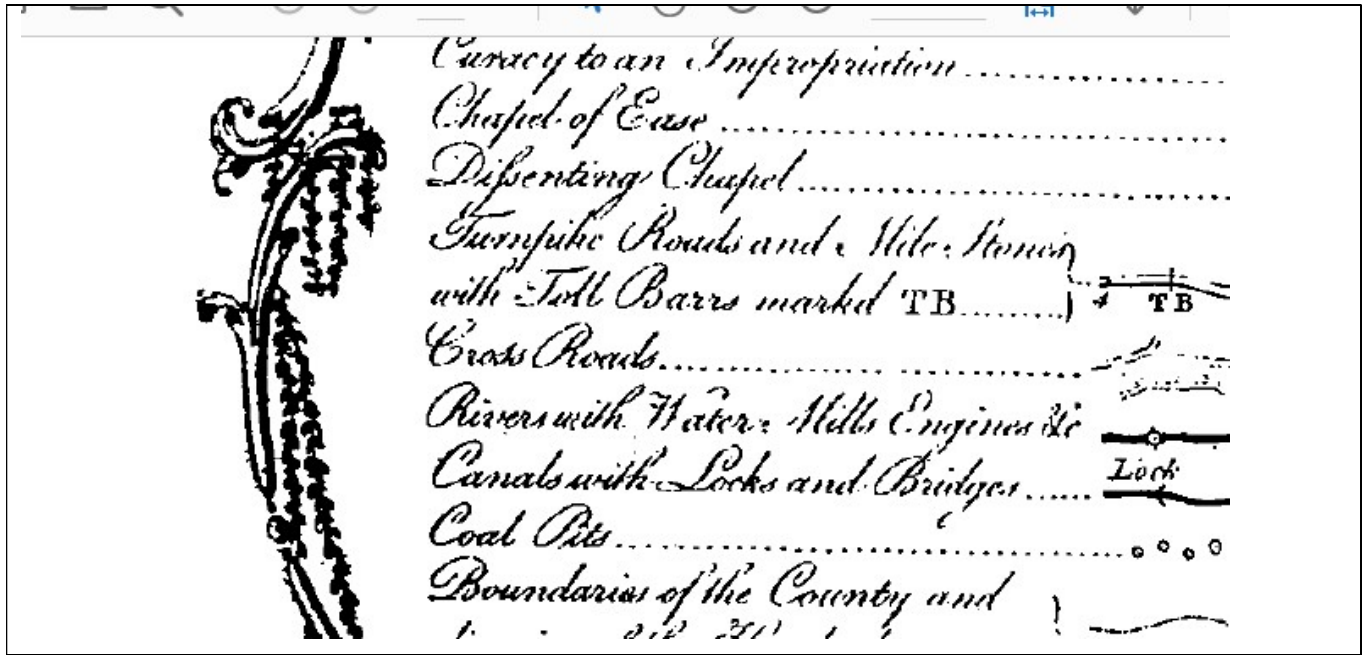 Curacy to an Impropriation
Chapel of Ease
Diſsenting Chapel
Turnpike Roads and Mile Stones
with Toll Barrs markd TB
T B
Cross Roads
Rivers with Water Mills Engines &c
Canals with Locks and Bridges
Lock
Coal Pits
Boundaries of the County and